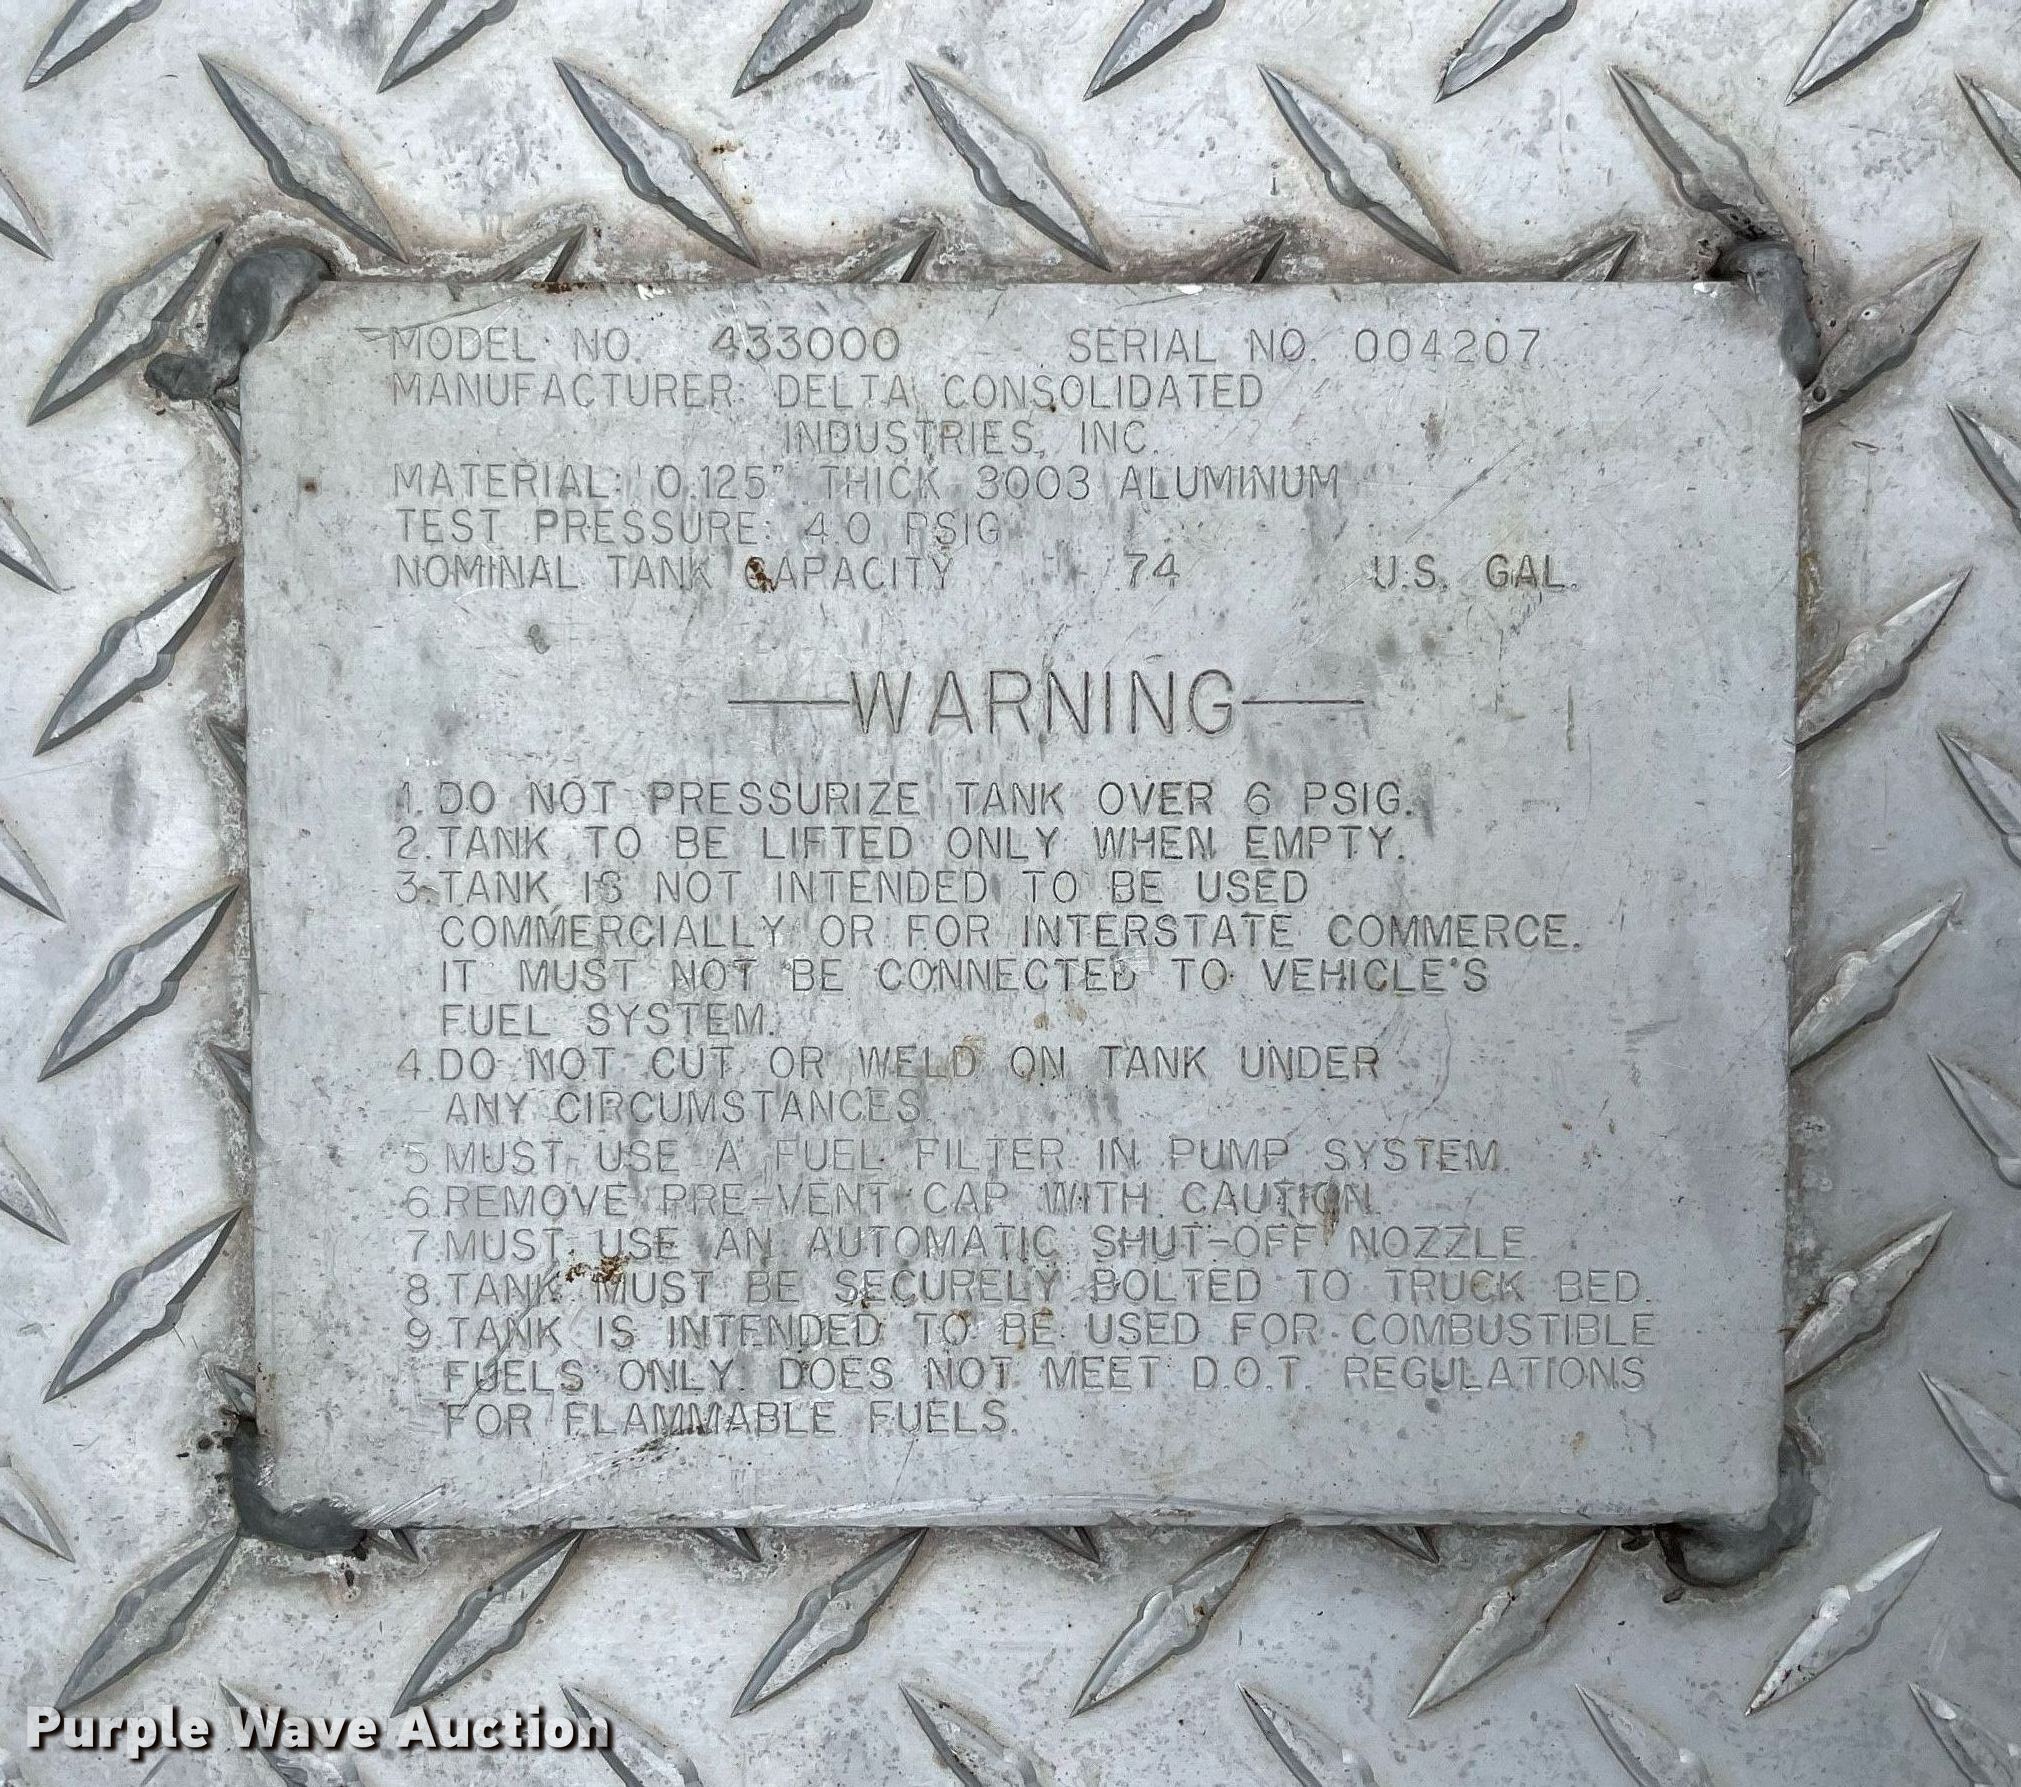 MODEL NO. 433000 SERIAL NO. 004207
MANUFACTURER: DELTA CONSOLIDATED
INDUSTRIES, INC.
MATERIAL: 0.125" THICK 3003 ALUMINUM
TEST PRESSURE: 4.0 PSIG
NOMINAL TANK CAPACITY 74 U.S. GAL.
—WARNING—
1. DO NOT PRESSURIZE TANK OVER 6 PSIG.
2. TANK TO BE LIFTED ONLY WHEN EMPTY.
3. TANK IS NOT INTENDED TO BE USED
COMMERCIALLY OR FOR INTERSTATE COMMERCE.
IT MUST NOT BE CONNECTED TO VEHICLE'S
FUEL SYSTEM.
4. DO NOT CUT OR WELD ON TANK UNDER
ANY CIRCUMSTANCES.
5. MUST USE A FUEL FILTER IN PUMP SYSTEM.
6. REMOVE PRE-VENT CAP WITH CAUTION.
7. MUST USE AN AUTOMATIC SHUT-OFF NOZZLE.
8. TANK MUST BE SECURELY BOLTED TO TRUCK BED.
9. TANK IS INTENDED TO BE USED FOR COMBUSTIBLE
FUELS ONLY. DOES NOT MEET D.O.T. REGULATIONS
FOR FLAMMABLE FUELS.
Purple Wave Auction